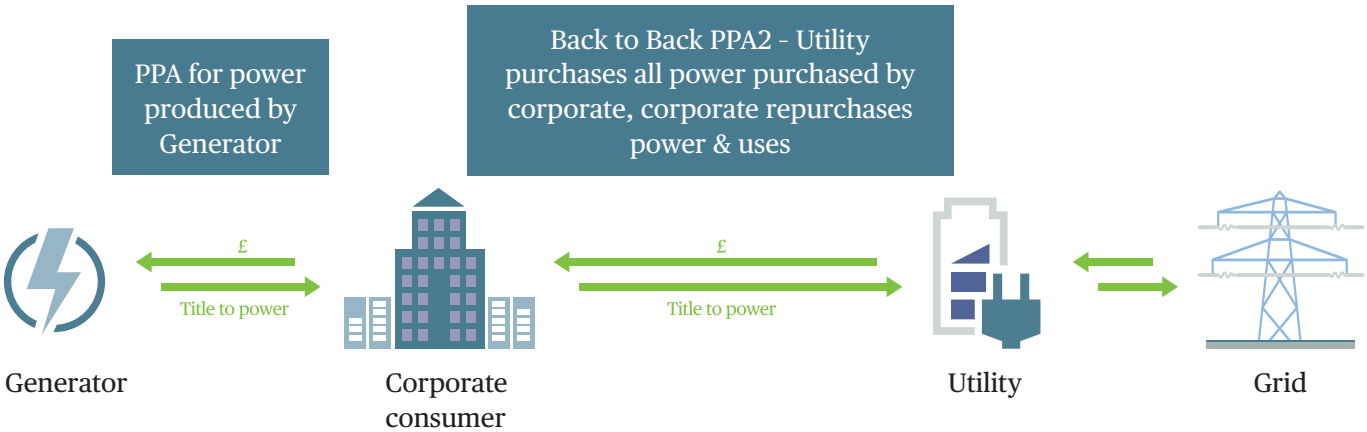 PPA for power
produced by
Generator
Back to Back PPA2 – Utility
purchases all power purchased by
corporate, corporate repurchases
power & uses
£
Title to power
£
Title to power
Generator
Corporate
consumer
Utility
Grid